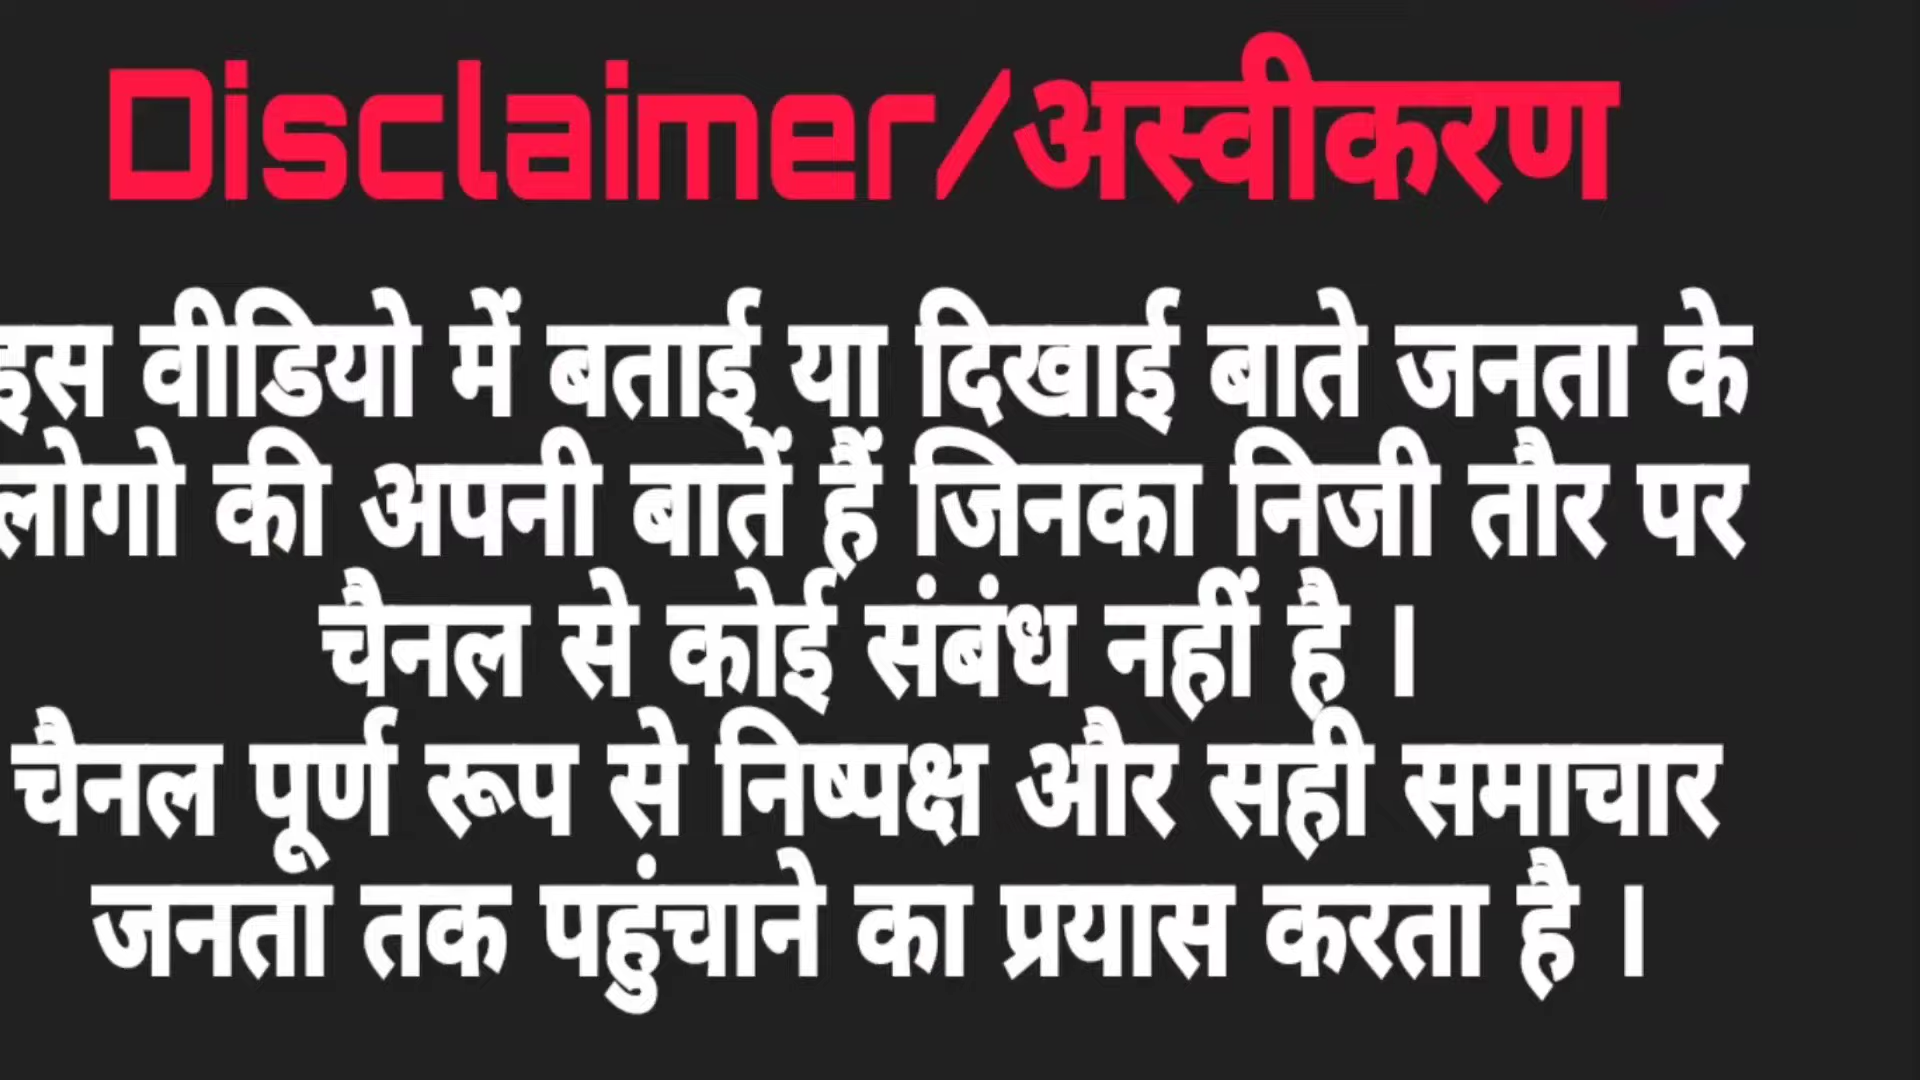 Disclaimer/अस्वीकरण
इस वीडियो में बताई या दिखाई बाते जनता के
लोगो की अपनी बातें हैं जिनका निजी तौर पर
चैनल से कोई संबंध नहीं है ।
चैनल पूर्ण रूप से निष्पक्ष और सही समाचार
जनता तक पहुंचाने का प्रयास करता है ।